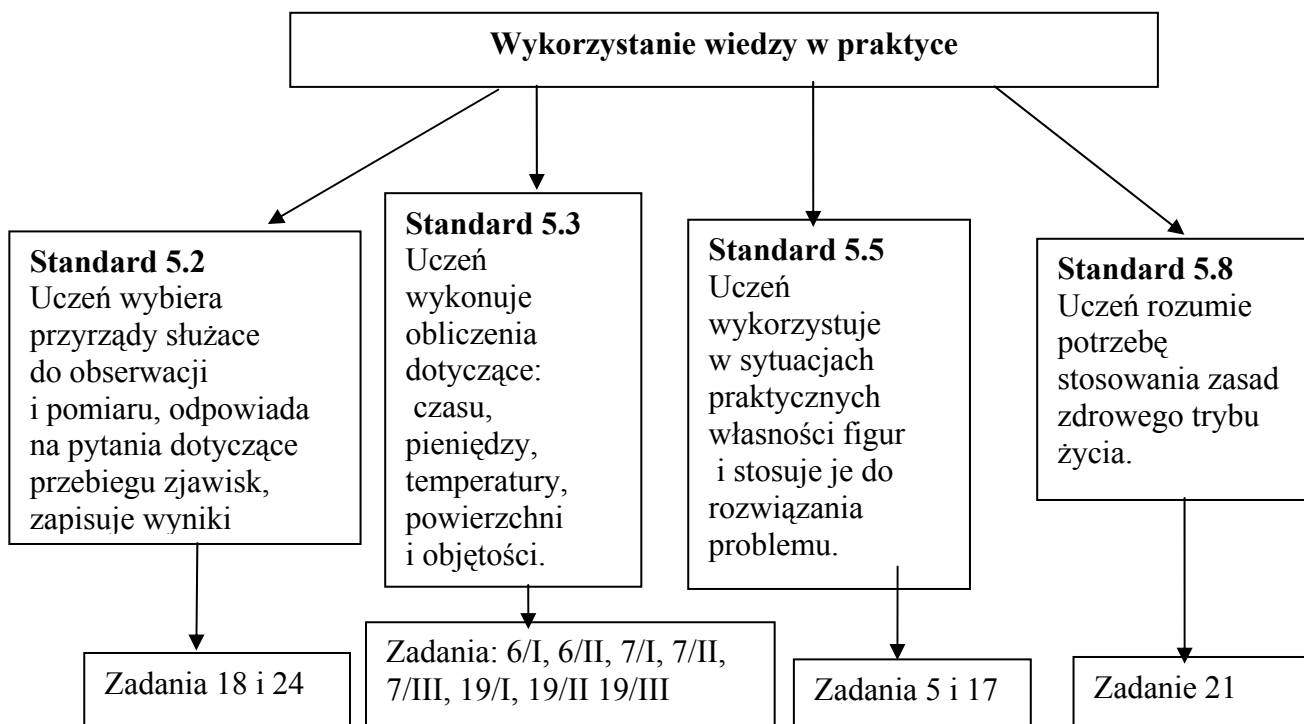 Wykorzystanie wiedzy w praktyce
Standard 5.2
Uczeń wybiera
przyrządy służace
do obserwacji
i pomiaru, odpowiada
na pytania dotyczące
przebiegu zjawisk,
zapisuje wyniki
Standard 5.3
Uczeń
wykonuje
obliczenia
dotyczące:
czasu,
pieniędzy,
temperatury,
powierzchni
i objętości.
Standard 5.5
Uczeń
wykorzystuje
w sytuacjach
praktycznych
własności figur
i stosuje je do
rozwiązania
problemu.
Standard 5.8
Uczeń rozumie
potrzebę
stosowania zasad
zdrowego trybu
życia.
Zadania 18 i 24
Zadania: 6/I, 6/II, 7/I, 7/II,
7/III, 19/I, 19/II 19/III
Zadania 5 i 17
Zadanie 21